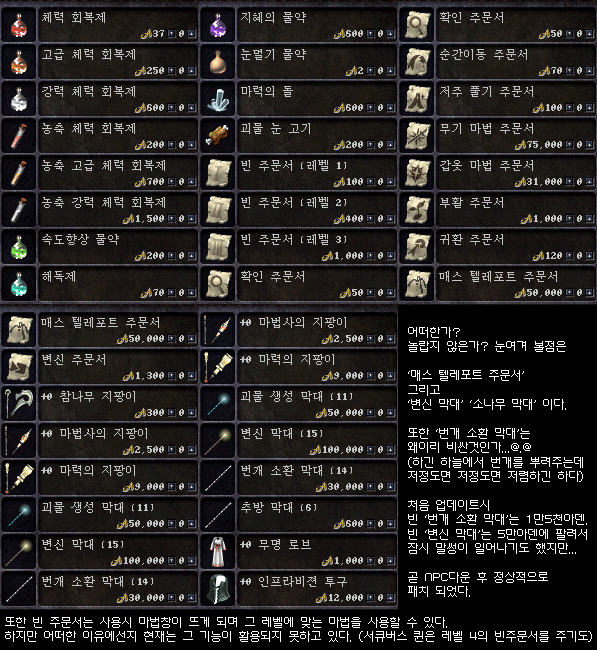 체력 회복제
37 0
지혜의 물약
600 0
확인 주문서
50 0
고급 체력 회복제
250 0
눈멀기 물약
2 0
순간이동 주문서
70 0
강력 체력 회복제
600 0
마력의 돌
600 0
저주 풀기 주문서
100 0
농축 체력 회복제
200 0
괴물 눈 고기
200 0
무기 마법 주문서
75,000 0
농축 고급 체력 회복제
700 0
빈 주문서 (레벨 1)
100 0
갑옷 마법 주문서
31,000 0
농축 강력 체력 회복제
1,500 0
빈 주문서 (레벨 2)
400 0
부활 주문서
1,000 0
속도향상 물약
200 0
빈 주문서 (레벨 3)
1,000 0
귀환 주문서
120 0
해독제
70 0
확인 주문서
50 0
매스 텔레포트 주문서
50,000 0
매스 텔레포트 주문서
50,000 0
+0 마법사의 지팡이
2,500 0
변신 주문서
1,300 0
+0 마력의 지팡이
9,000 0
+0 참나무 지팡이
300 0
괴물 생성 막대 (11)
50,000 0
+0 마법사의 지팡이
2,500 0
변신 막대 (15)
100,000 0
+0 마력의 지팡이
9,000 0
번개 소환 막대 (14)
30,000 0
괴물 생성 막대 (11)
50,000 0
추방 막대 (6)
600 0
변신 막대 (15)
100,000 0
+0 무명 로브
1,000 0
번개 소환 막대 (14)
30,000 0
+0 인프라비젼 투구
12,000 0
어떠한가?
놀랍지 않은가? 눈여겨 볼점은
'매스 텔레포트 주문서'
그리고
'변신 막대' '소나무 막대' 이다.
또한 '번개 소환 막대'는
왜이리 비싼것인가...@,@
(하긴 하늘에서 번개를 뿌려주는데
저정도면 저정도면 저렴하긴 하다)
처음 업데이트시
빈 '번개 소환 막대'는 1만5천아덴,
빈 '변신 막대'는 5만아덴에 팔려서
잠시 말썽이 일어나기도 했지만...
곧 NPC다운 후 정상적으로
패치 되었다.
또한 빈 주문서는 사용시 마법창이 뜨게 되며 그 레벨에 맞는 마법을 사용할 수 있다.
하지만 어떠한 이유에선지 현재는 그 기능이 활용되지 못하고 있다. (서큐버스 퀸은 레벨 4의 빈주문서를 주기도)